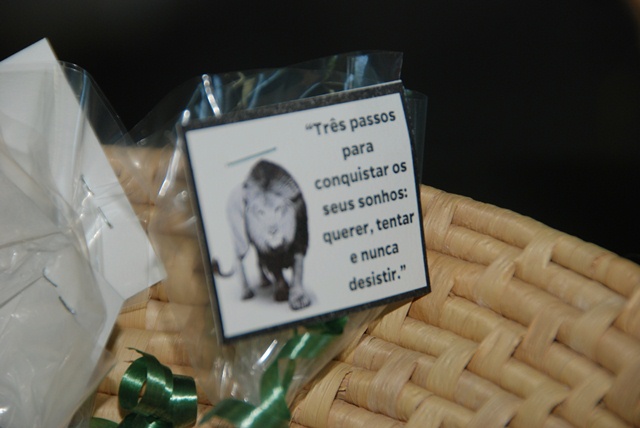 “Três passos
para
conquistar os
seus sonhos:
querer, tentar
e nunca
desistir.”